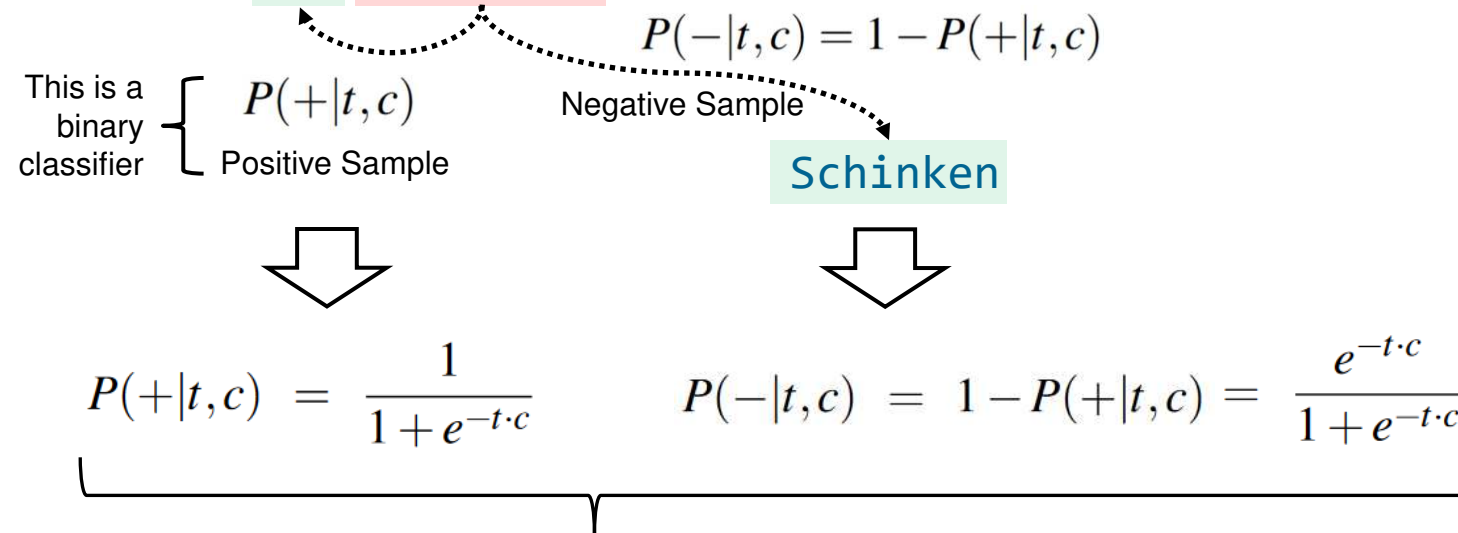 P(−|t,c) = 1 − P(+|t,c)
This is a
binary
classifier
P(+|t,c)
Positive Sample
Negative Sample
Schinken
P(+|t,c) = 1 / (1 + e^{−t·c})
P(−|t,c) = 1 − P(+|t,c) = e^{−t·c} / (1 + e^{−t·c})